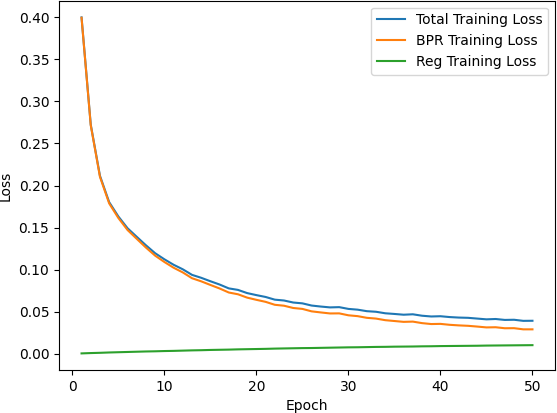 0.40
0.35
0.30
0.25
0.20
0.15
0.10
0.05
0.00
Loss
Total Training Loss
BPR Training Loss
Reg Training Loss
0 10 20 30 40 50
Epoch